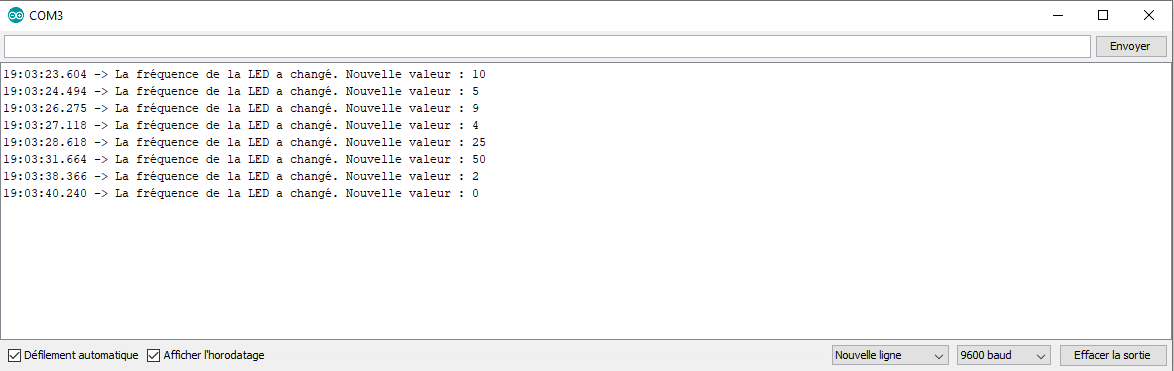 COM3
Envoyer
19:03:23.604 -> La fréquence de la LED a changé. Nouvelle valeur : 10
19:03:24.494 -> La fréquence de la LED a changé. Nouvelle valeur : 5
19:03:26.275 -> La fréquence de la LED a changé. Nouvelle valeur : 9
19:03:27.118 -> La fréquence de la LED a changé. Nouvelle valeur : 4
19:03:28.618 -> La fréquence de la LED a changé. Nouvelle valeur : 25
19:03:31.664 -> La fréquence de la LED a changé. Nouvelle valeur : 50
19:03:38.366 -> La fréquence de la LED a changé. Nouvelle valeur : 2
19:03:40.240 -> La fréquence de la LED a changé. Nouvelle valeur : 0
Défilement automatique Afficher l'horodatage Nouvelle ligne 9600 baud Effacer la sortie